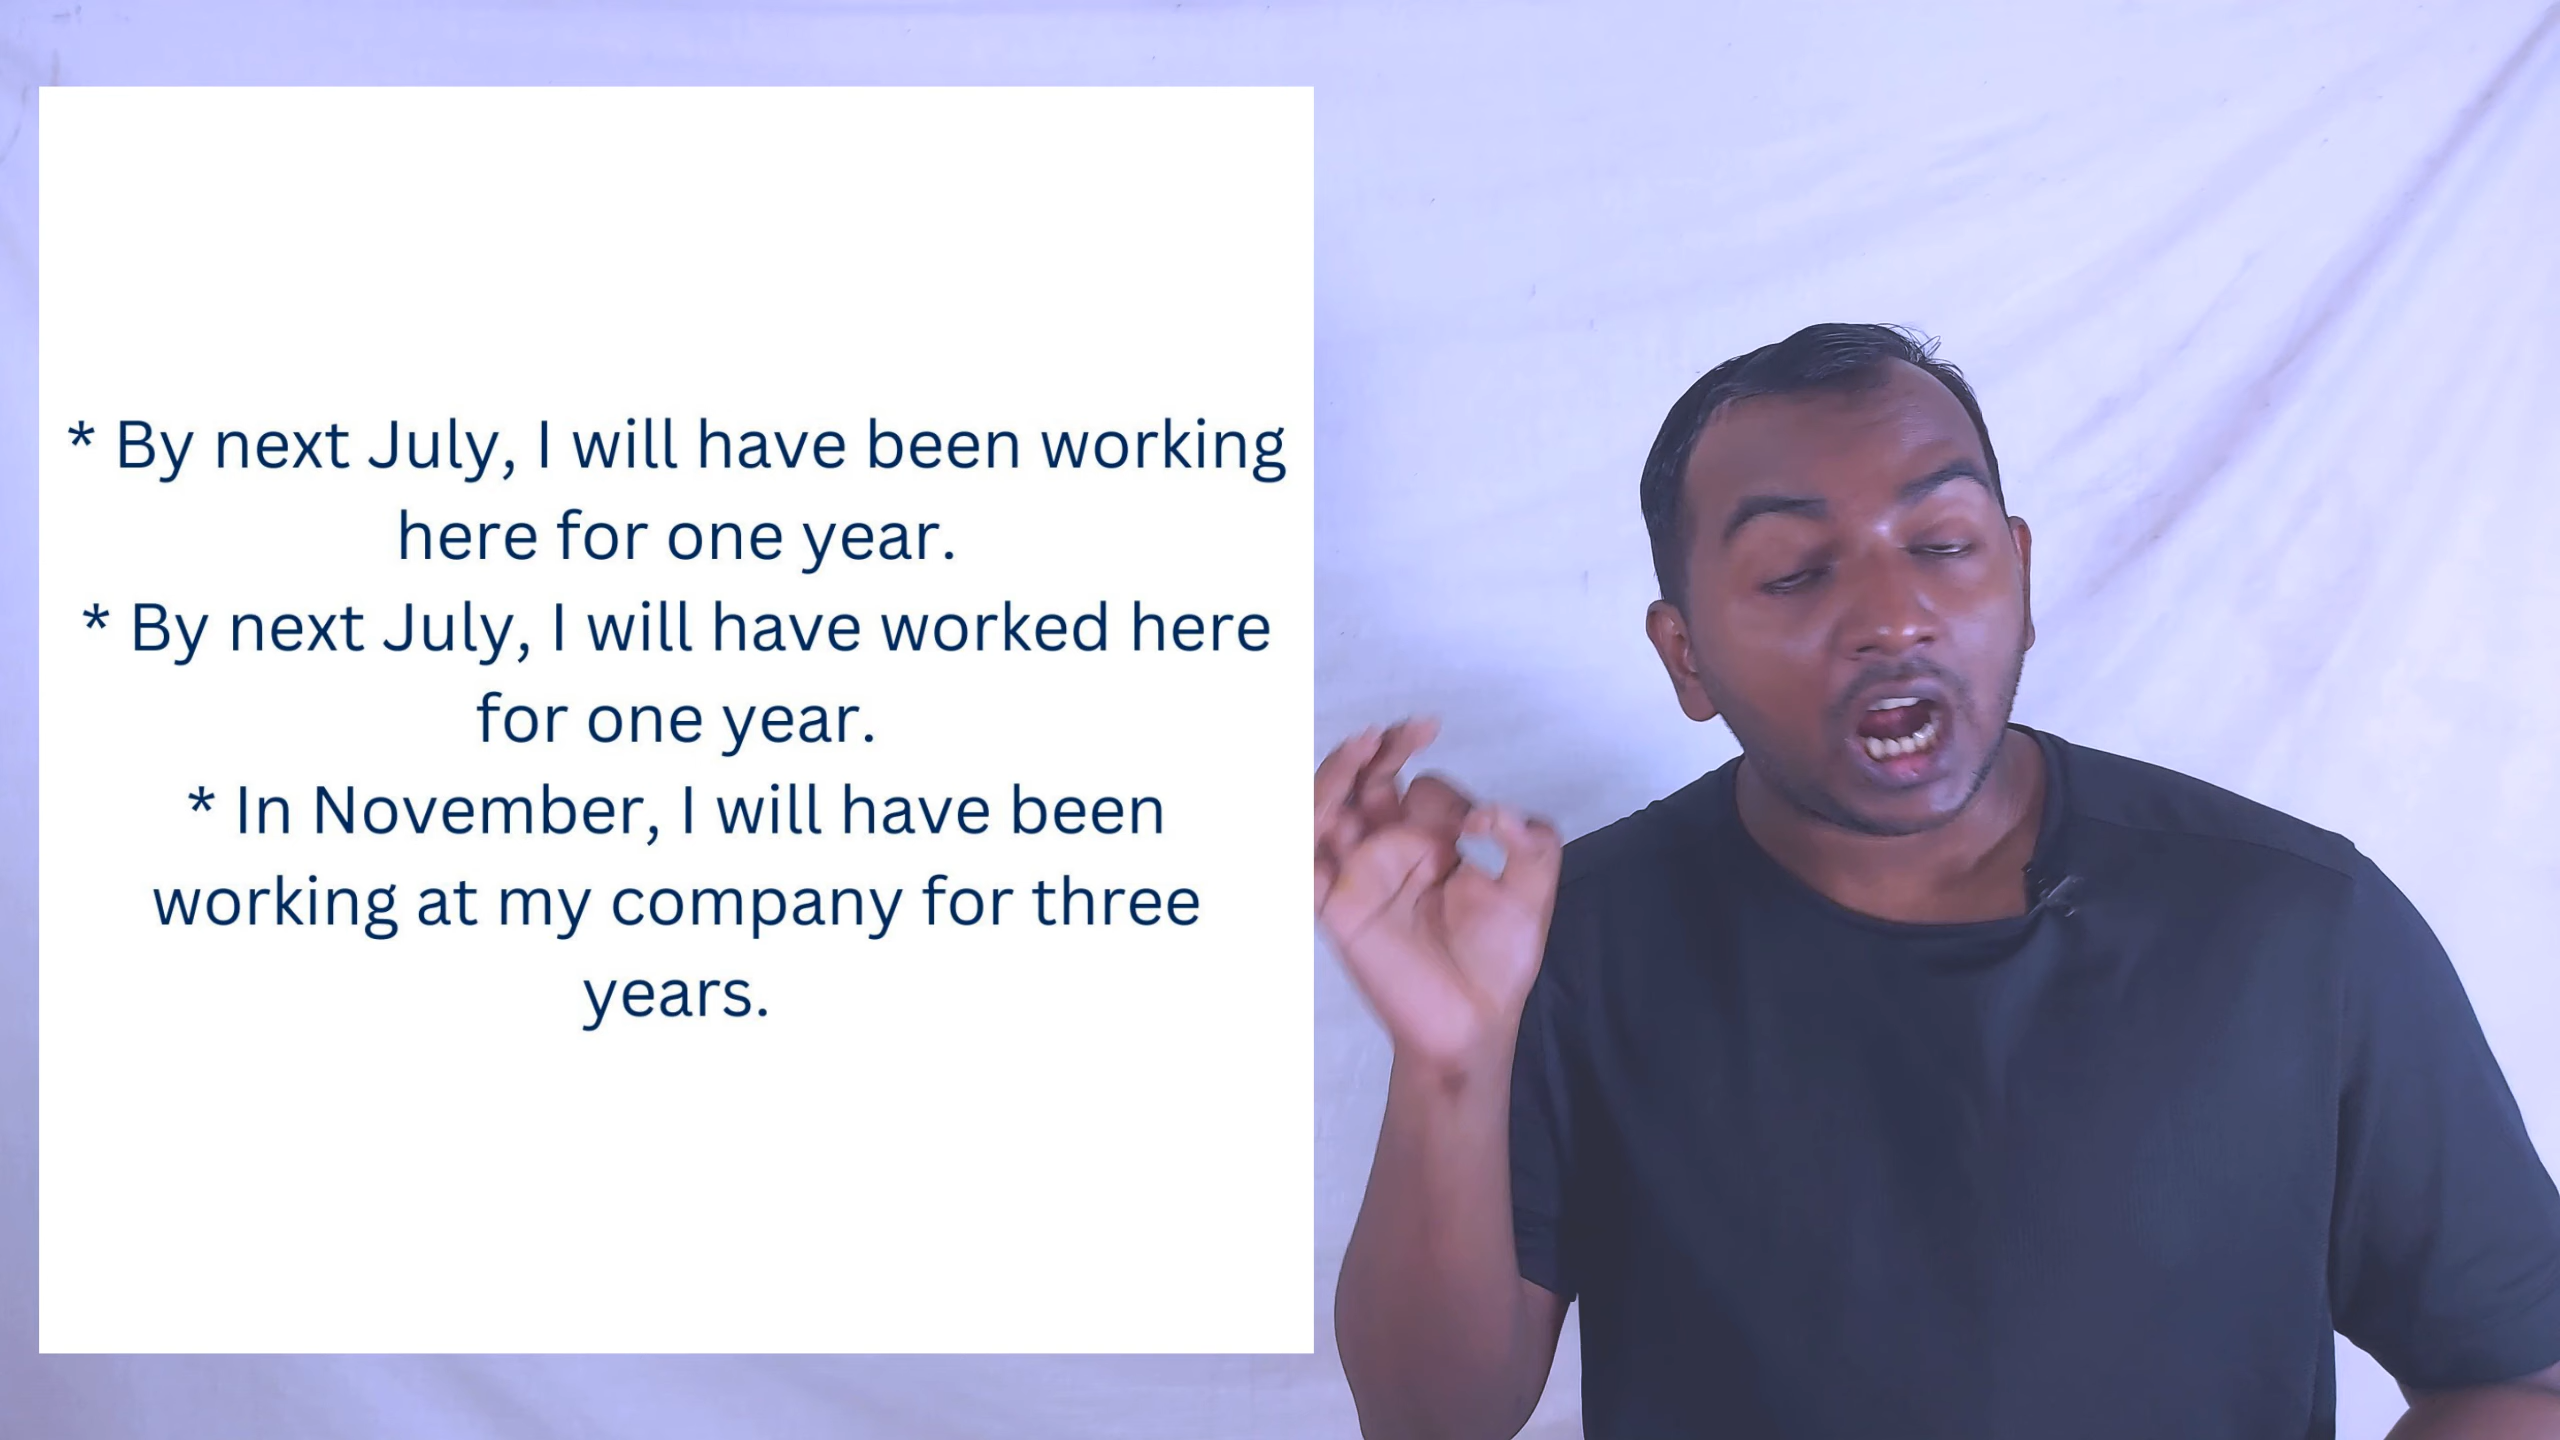 * By next July, I will have been working
here for one year.
* By next July, I will have worked here
for one year.
* In November, I will have been
working at my company for three
years.